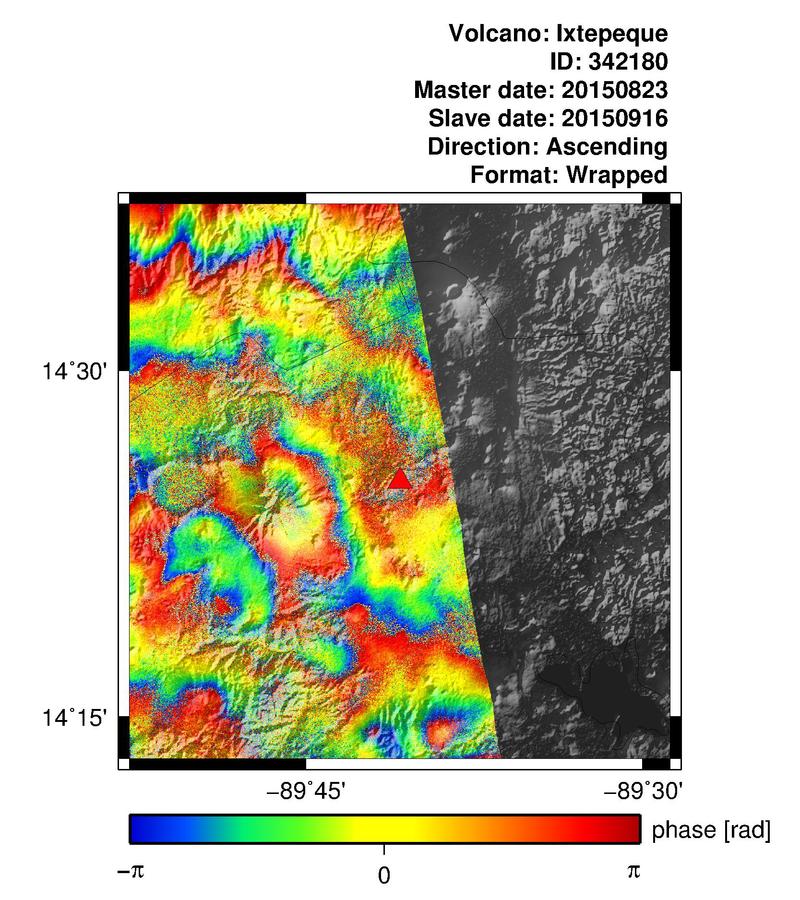 Volcano: Ixtepeque
ID: 342180
Master date: 20150823
Slave date: 20150916
Direction: Ascending
Format: Wrapped
14˚30'
14˚15'
−89˚45' −89˚30'
phase [rad]
−π 0 π